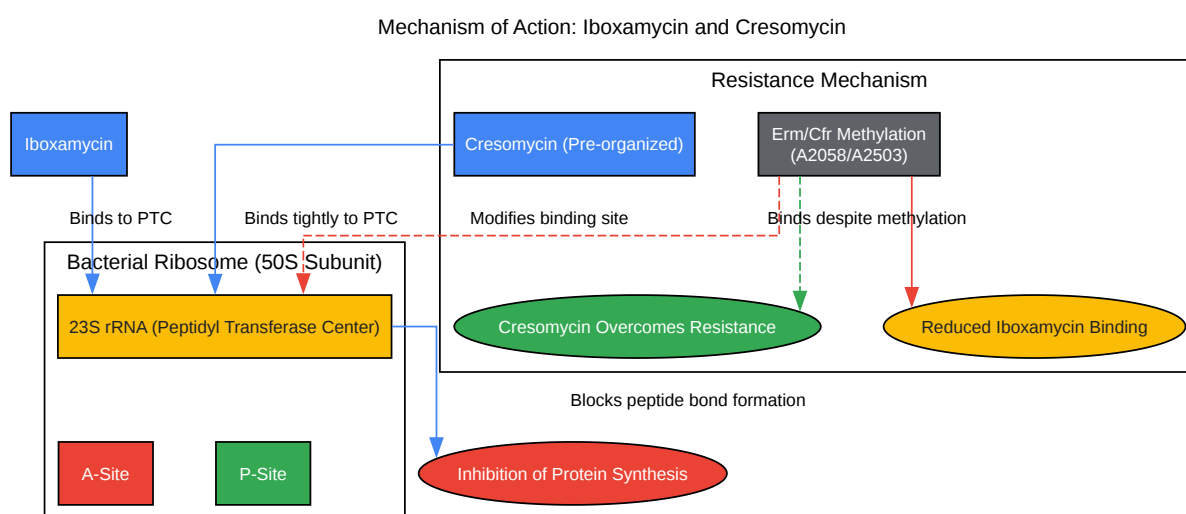 Mechanism of Action: Iboxamycin and Cresomycin
Resistance Mechanism
Iboxamycin
Cresomycin (Pre-organized)
Erm/Cfr Methylation
(A2058/A2503)
Binds to PTC
Binds tightly to PTC
Modifies binding site
Binds despite methylation
Bacterial Ribosome (50S Subunit)
23S rRNA (Peptidyl Transferase Center)
Cresomycin Overcomes Resistance
Reduced Iboxamycin Binding
Blocks peptide bond formation
A-Site
P-Site
Inhibition of Protein Synthesis